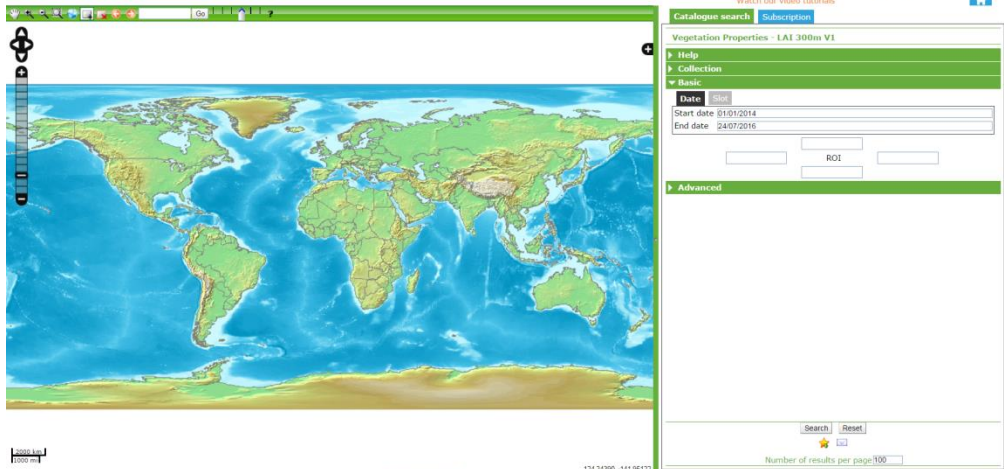 Watch our video tutorials
Go
?
Catalogue search Subscription
Vegetation Properties - LAI 300m V1
Help
Collection
Basic
Date Slot
Start date 01/01/2014
End date 24/07/2016
ROI
Advanced
Search Reset
Number of results per page 100
2000 km
1000 mi